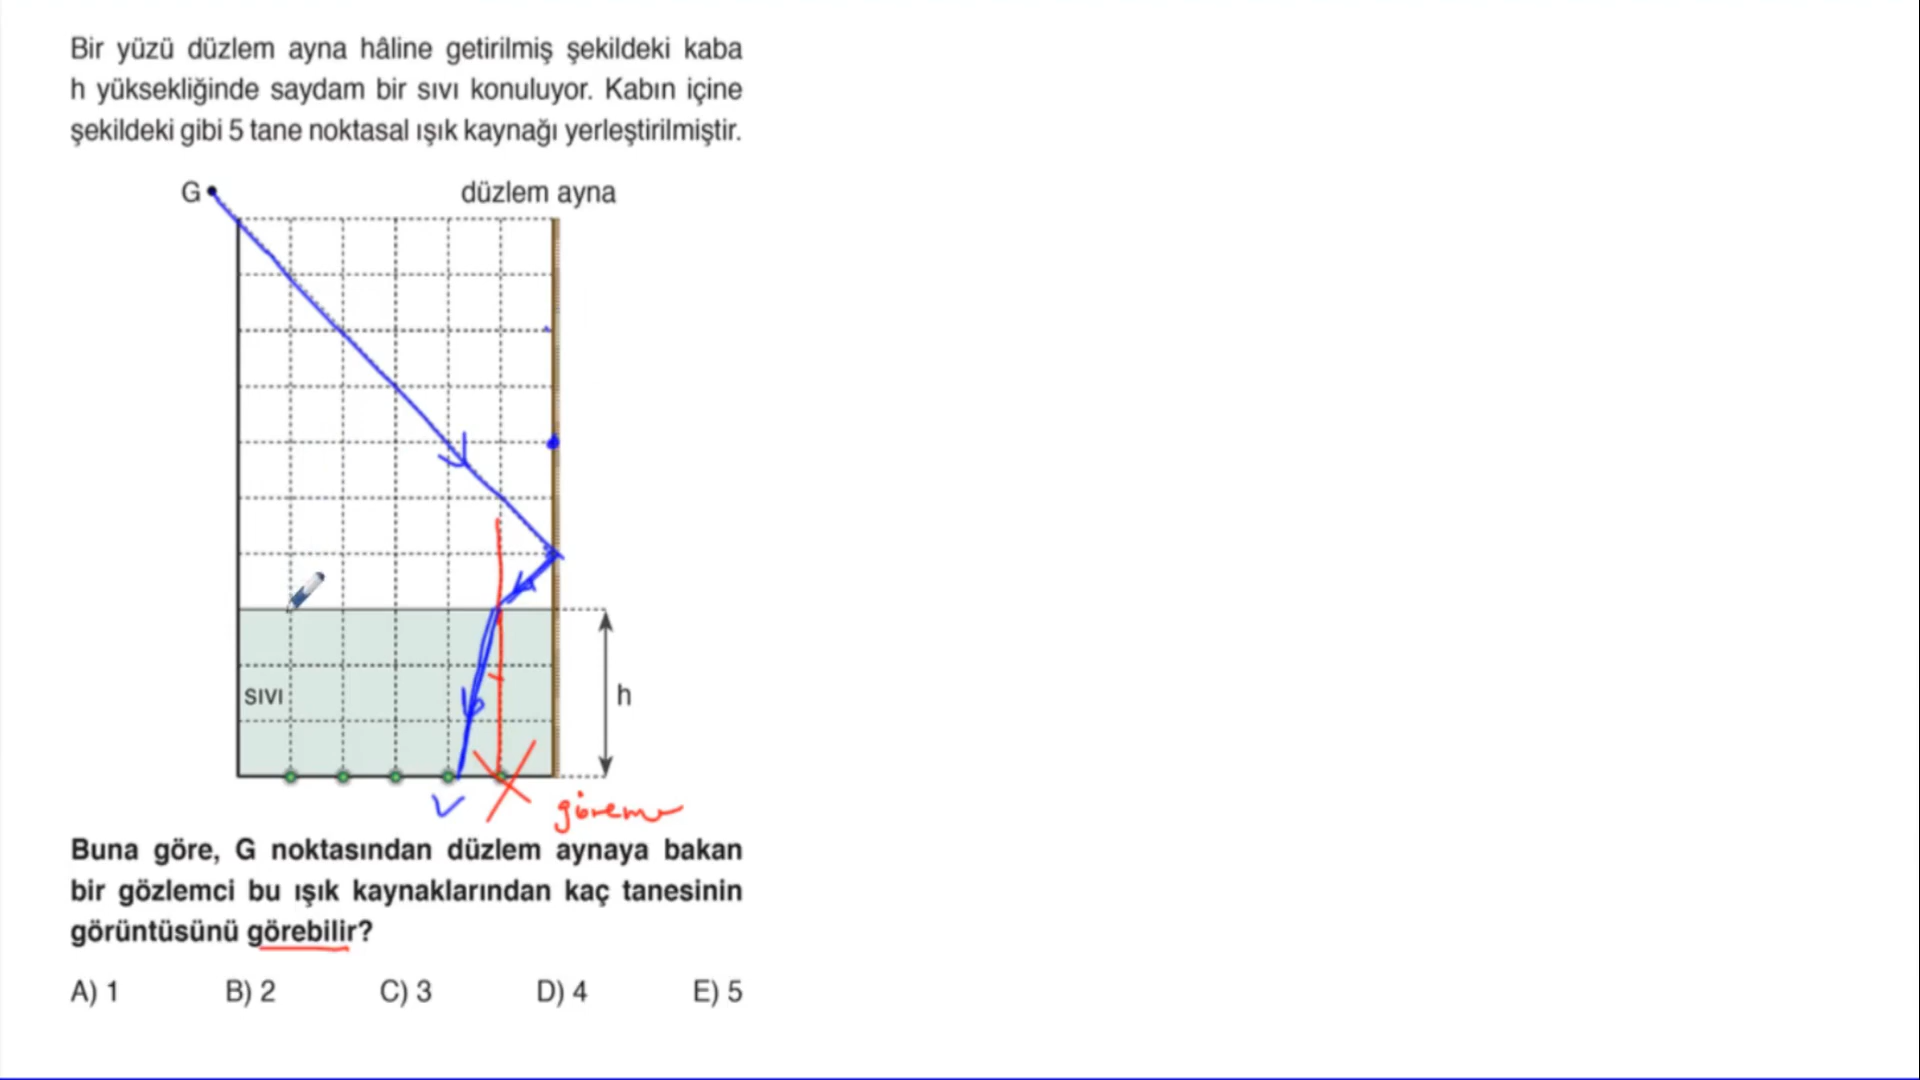 Bir yüzü düzlem ayna hâline getirilmiş şekildeki kaba
h yüksekliğinde saydam bir sıvı konuluyor. Kabın içine
şekildeki gibi 5 tane noktasal ışık kaynağı yerleştirilmiştir.
G
düzlem ayna
sıvı
h
görem
Buna göre, G noktasından düzlem aynaya bakan
bir gözlemci bu ışık kaynaklarından kaç tanesinin
görüntüsünü görebilir?
A) 1 B) 2 C) 3 D) 4 E) 5